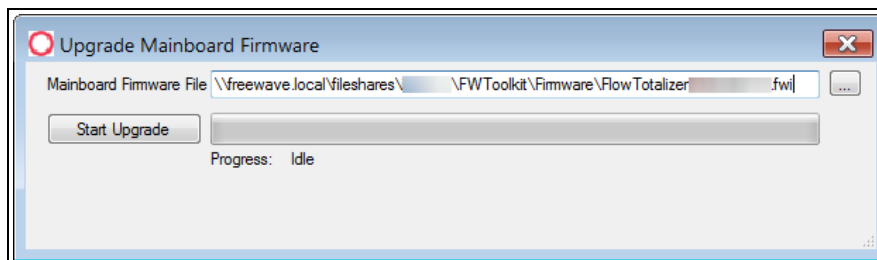 Upgrade Mainboard Firmware
Mainboard Firmware File \\freewave.local\fileshares\ \FWToolkit\Firmware\FlowTotalizer .fwi ...
Start Upgrade
Progress: Idle